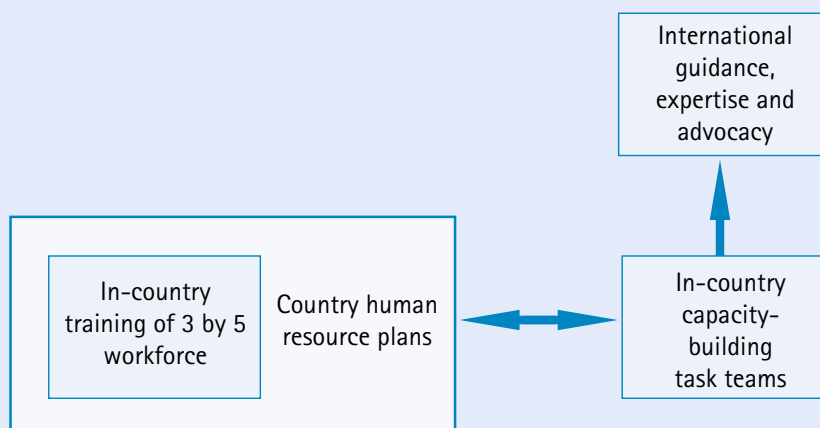 International
guidance,
expertise and
advocacy
In-country
training of 3 by 5
workforce
Country human
resource plans
In-country
capacity-
building
task teams